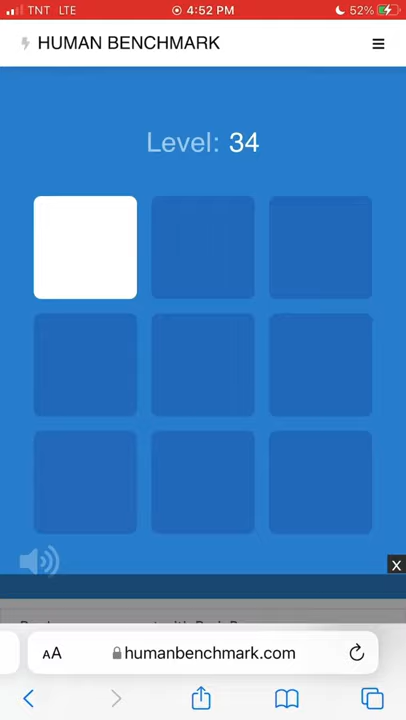 TNT LTE 4:52 PM 52%
HUMAN BENCHMARK
Level: 34
X
AA humanbenchmark.com